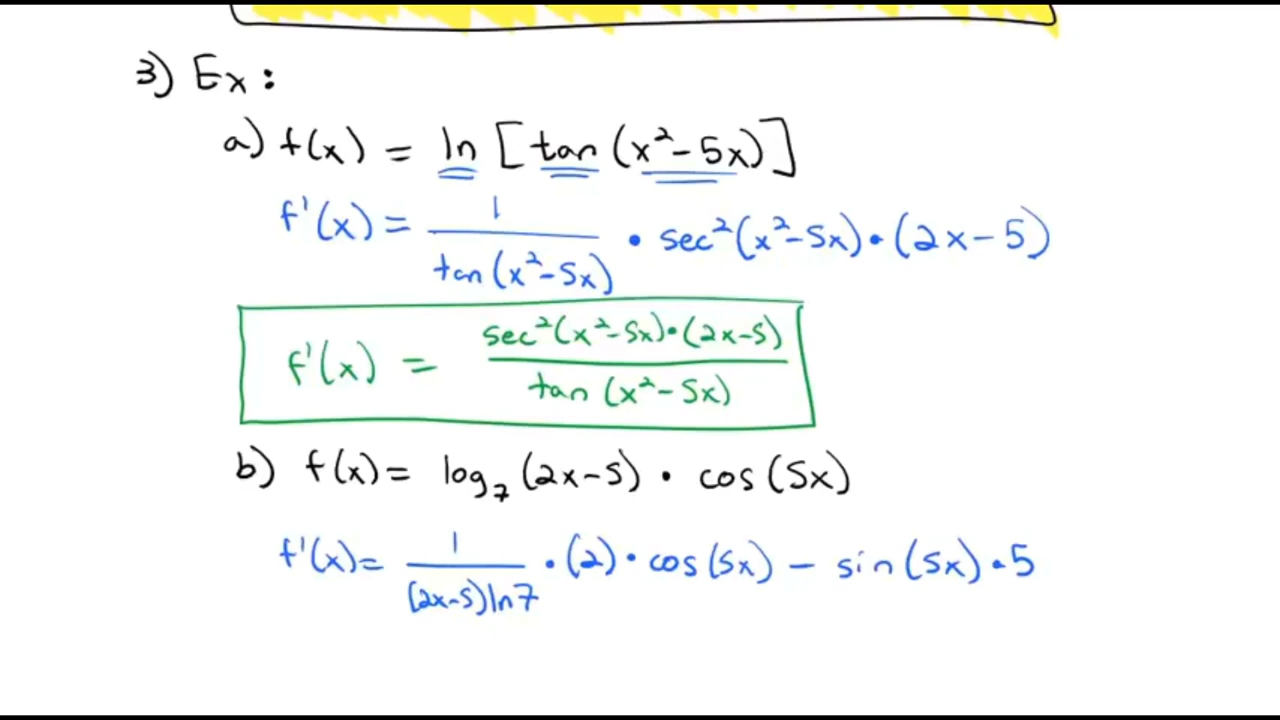 3) Ex:
a) f(x) = ln [tan (x²-5x)]
f'(x) = 1/tan(x²-5x) • sec²(x²-5x)•(2x-5)
f'(x) = sec²(x²-5x)•(2x-5)/tan (x²-5x)
b) f(x) = log₇ (2x-5) • cos (5x)
f'(x) = 1/(2x-5)ln7 • (2) • cos (5x) - sin (5x) • 5